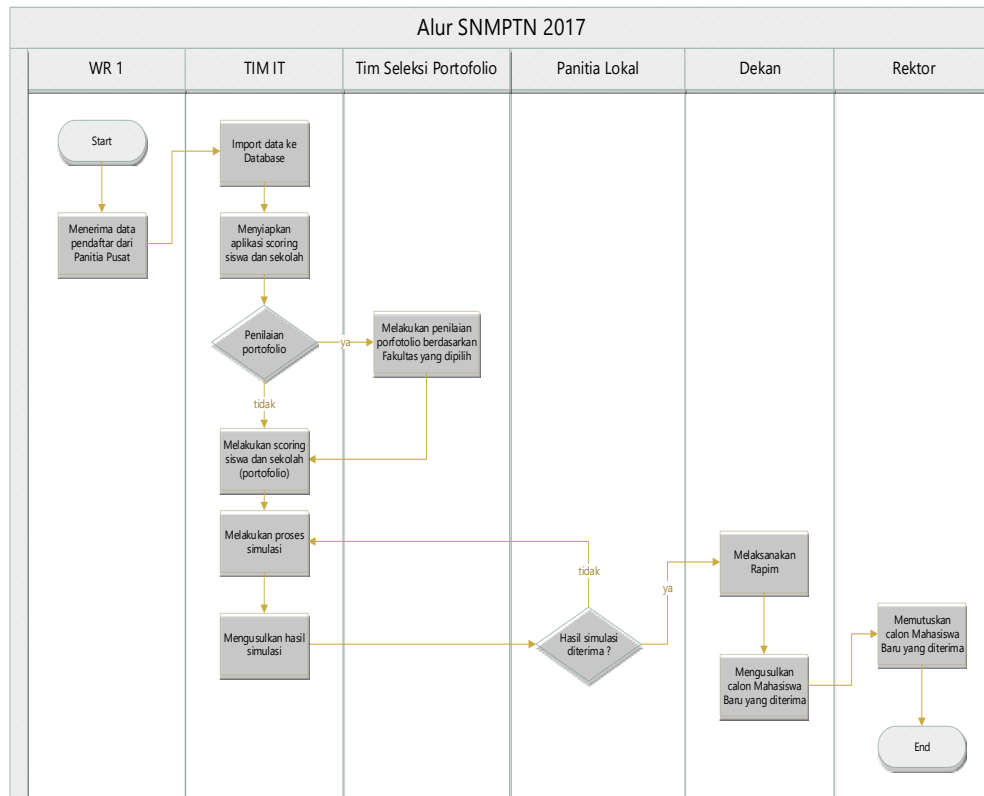 Alur SNMPTN 2017
WR 1
TIM IT
Tim Seleksi Portofolio
Panitia Lokal
Dekan
Rektor
Start
Menerima data
pendaftar dari
Panitia Pusat
Import data ke
Database
Menyiapkan
aplikasi scoring
siswa dan sekolah
Penilaian
portofolio
ya
Melakukan penilaian
porfotolio berdasarkan
Fakultas yang dipilih
tidak
Melakukan scoring
siswa dan sekolah
(portofolio)
Melakukan proses
simulasi
Mengusulkan hasil
simulasi
Hasil simulasi
diterima ?
tidak
ya
Melaksanakan
Rapim
Mengusulkan
calon Mahasiswa
Baru yang diterima
Memutuskan
calon Mahasiswa
Baru yang diterima
End